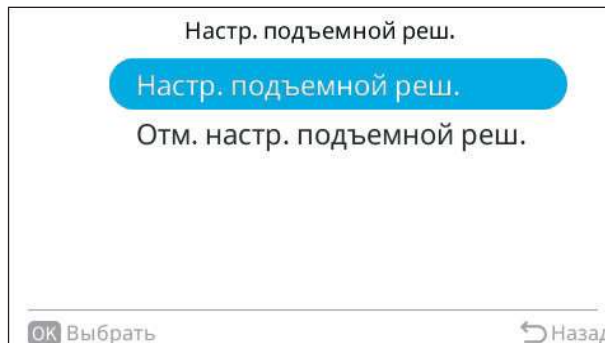 Настр. подъемной реш.
Настр. подъемной реш.
Отм. настр. подъемной реш.
OK Выбрать
Назад